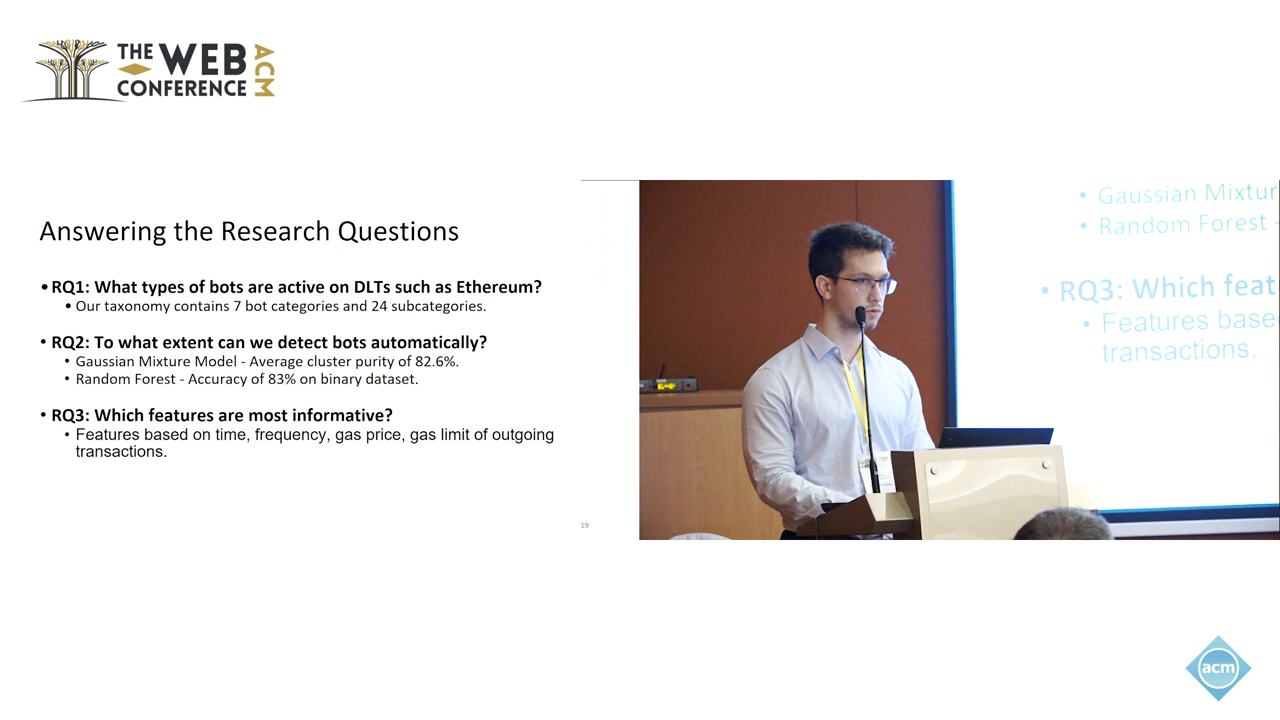 THE WEB
CONFERENCE
ACM
Answering the Research Questions
• RQ1: What types of bots are active on DLTs such as Ethereum?
• Our taxonomy contains 7 bot categories and 24 subcategories.
• RQ2: To what extent can we detect bots automatically?
• Gaussian Mixture Model - Average cluster purity of 82.6%.
• Random Forest - Accuracy of 83% on binary dataset.
• RQ3: Which features are most informative?
• Features based on time, frequency, gas price, gas limit of outgoing
transactions.
19
• Gaussian Mixtur
• Random Forest -
• RQ3: Which feat
• Features base
transactions.
acm